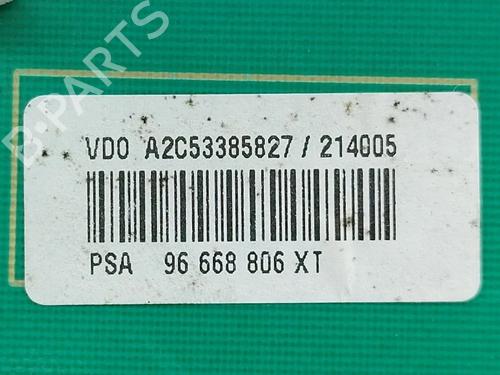 VDO A2C53385827 / 214005
PSA 96 668 806 XT
B-PARTS